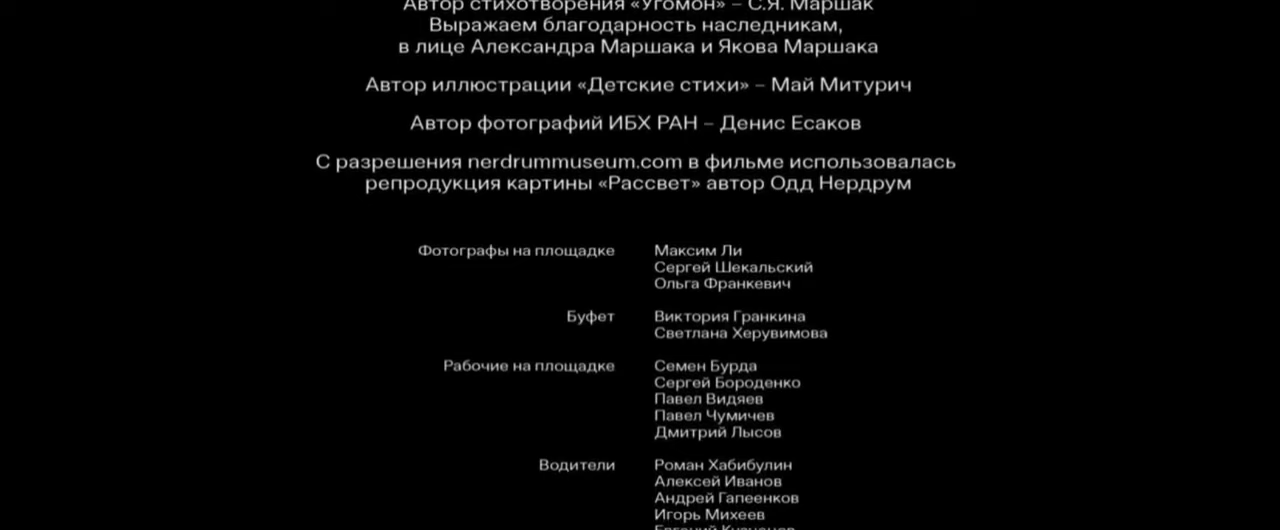 Автор стихотворения «Угомон» – С.Я. Маршак
Выражаем благодарность наследникам,
в лице Александра Маршака и Якова Маршака
Автор иллюстрации «Детские стихи» – Май Митурич
Автор фотографий ИБХ РАН – Денис Есаков
С разрешения nerdrummuseum.com в фильме использовалась
репродукция картины «Рассвет» автор Одд Нердрум
Фотографы на площадке Максим Ли
Сергей Шекальский
Ольга Франкевич
Буфет Виктория Гранкина
Светлана Херувимова
Рабочие на площадке Семен Бурда
Сергей Бороденко
Павел Видяев
Павел Чумичев
Дмитрий Лысов
Водители Роман Хабибулин
Алексей Иванов
Андрей Гапеенков
Игорь Михеев
Евгений Кузнецов